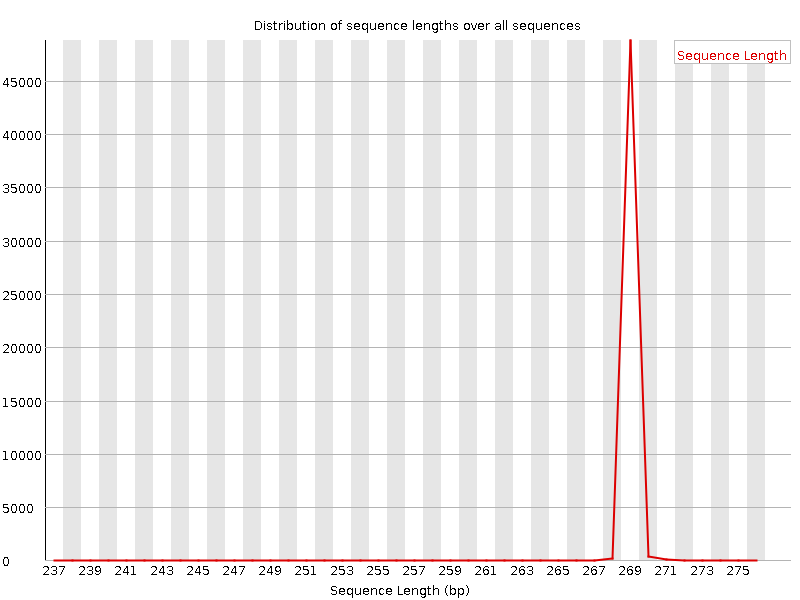 Distribution of sequence lengths over all sequences
Sequence Length
45000
40000
35000
30000
25000
20000
15000
10000
5000
0
237 239 241 243 245 247 249 251 253 255 257 259 261 263 265 267 269 271 273 275
Sequence Length (bp)